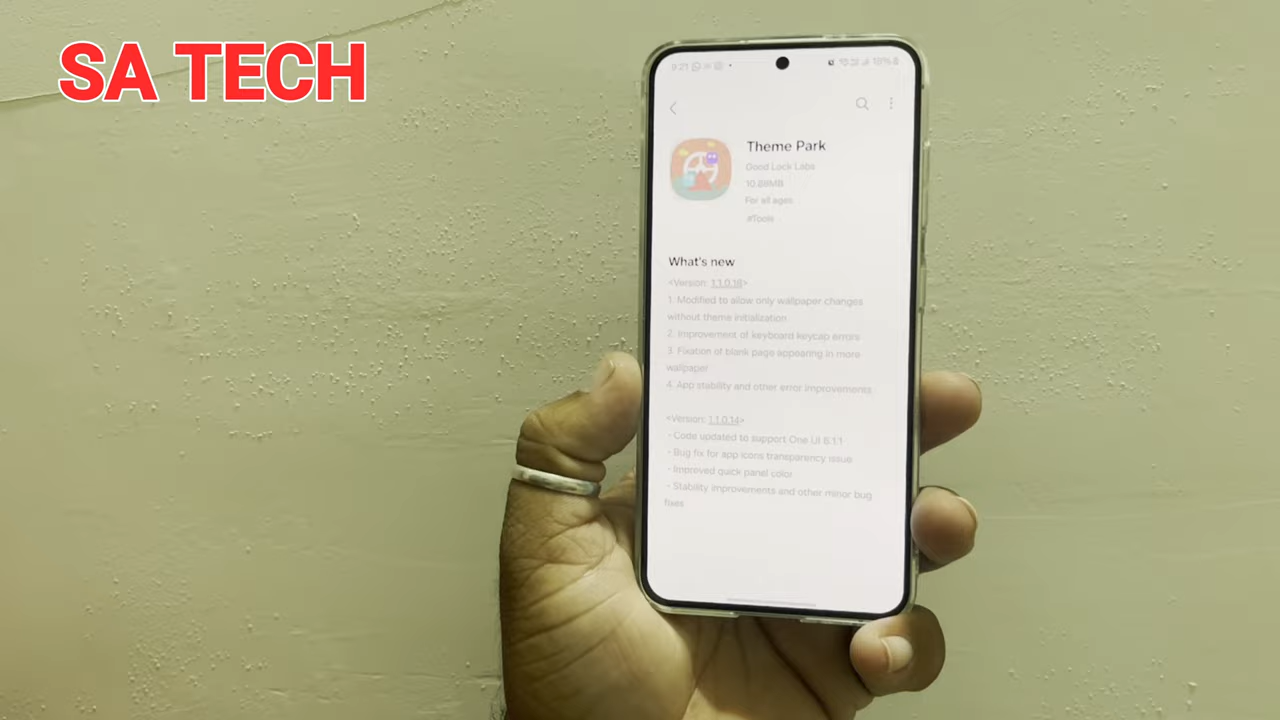 SA TECH
9:21
18%
Theme Park
Good Lock Labs
10.88MB
For all ages
#Tools
What's new
<Version: 1.1.0.18>
1. Modified to allow only wallpaper changes
without theme initialization
2. Improvement of keyboard keycap errors
3. Fixation of blank page appearing in more
wallpaper
4. App stability and other error improvements
<Version: 1.1.0.14>
- Code updated to support One UI 6.1.1
- Bug fix for app icons transparency issue
- Improved quick panel color
- Stability improvements and other minor bug
fixes